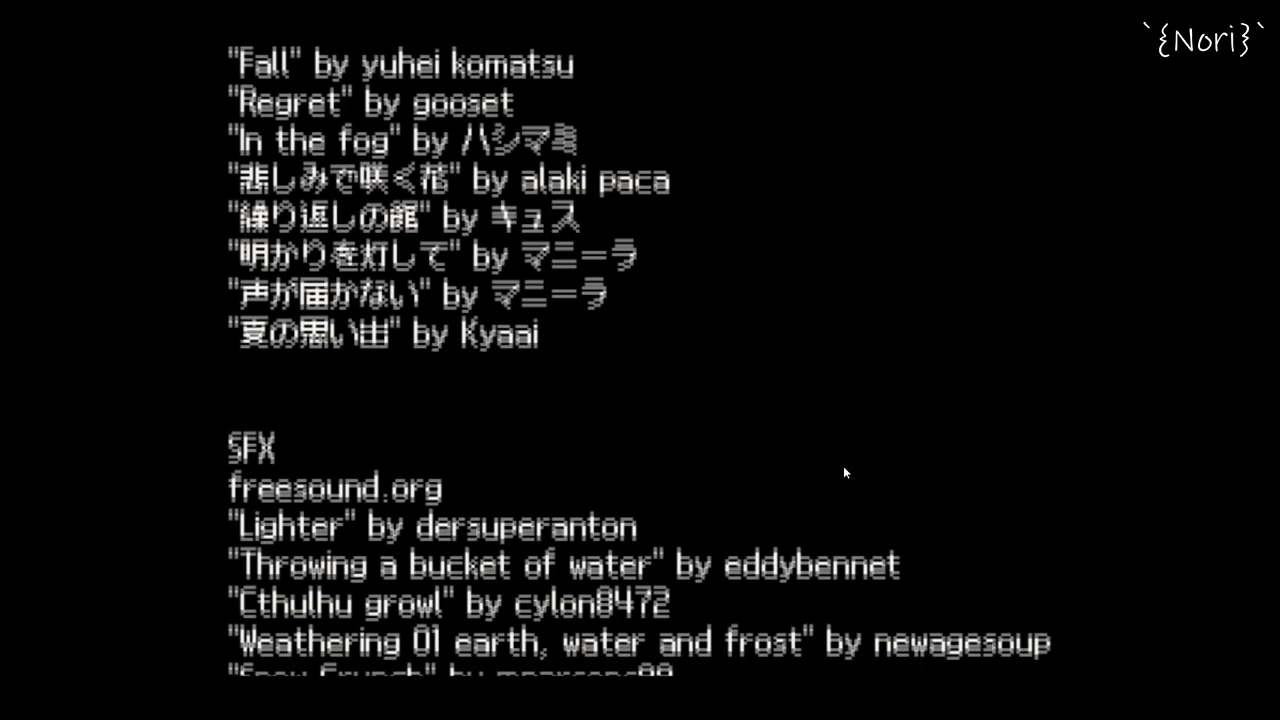 `{Nori}`
"Fall" by yuhei komatsu
"Regret" by gooset
"In the fog" by ハシマミ
"悲しみで咲く花" by alaki paca
"繰り返しの館" by キュス
"明かりを灯して" by マニーラ
"声が届かない" by マニーラ
"夏の思い出" by Kyaai
SFX
freesound.org
"Lighter" by dersuperanton
"Throwing a bucket of water" by eddybennet
"Cthulhu growl" by cylon8472
"Weathering 01 earth, water and frost" by newagesoup
"Snow Crunch" by mparsons99